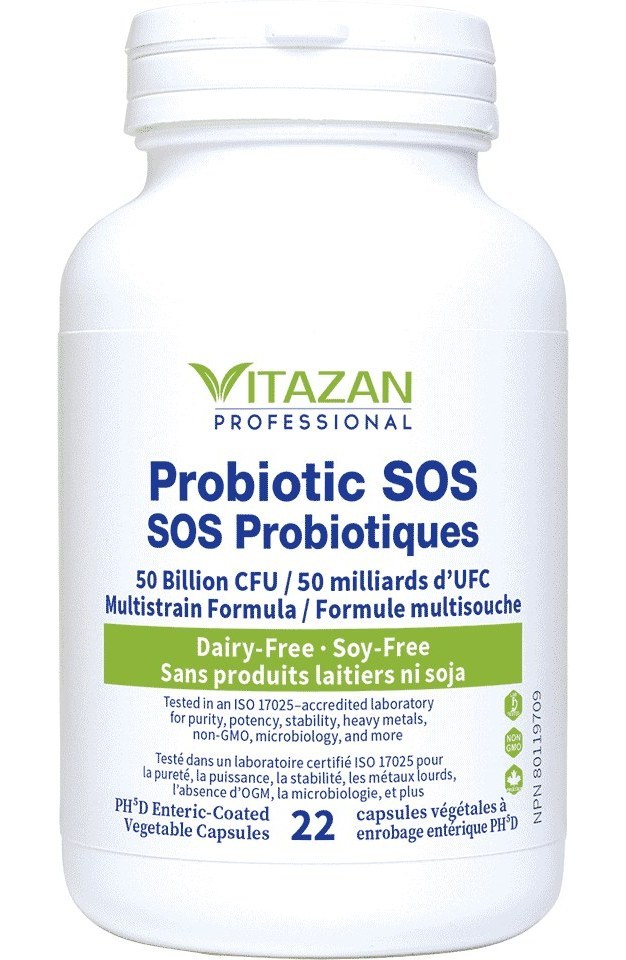 VITAZAN
PROFESSIONAL
Probiotic SOS
SOS Probiotiques
50 Billion CFU / 50 milliards d’UFC
Multistrain Formula / Formule multisouche
Dairy-Free · Soy-Free
Sans produits laitiers ni soja
Tested in an ISO 17025–accredited laboratory
for purity, potency, stability, heavy metals,
non-GMO, microbiology, and more
Testé dans un laboratoire certifié ISO 17025 pour
la pureté, la puissance, la stabilité, les métaux lourds,
l’absence d’OGM, la microbiologie, et plus
PH⁵D Enteric-Coated
Vegetable Capsules
22
capsules végétales à
enrobage entérique PH⁵D
NON
GMO
NPN 80119709